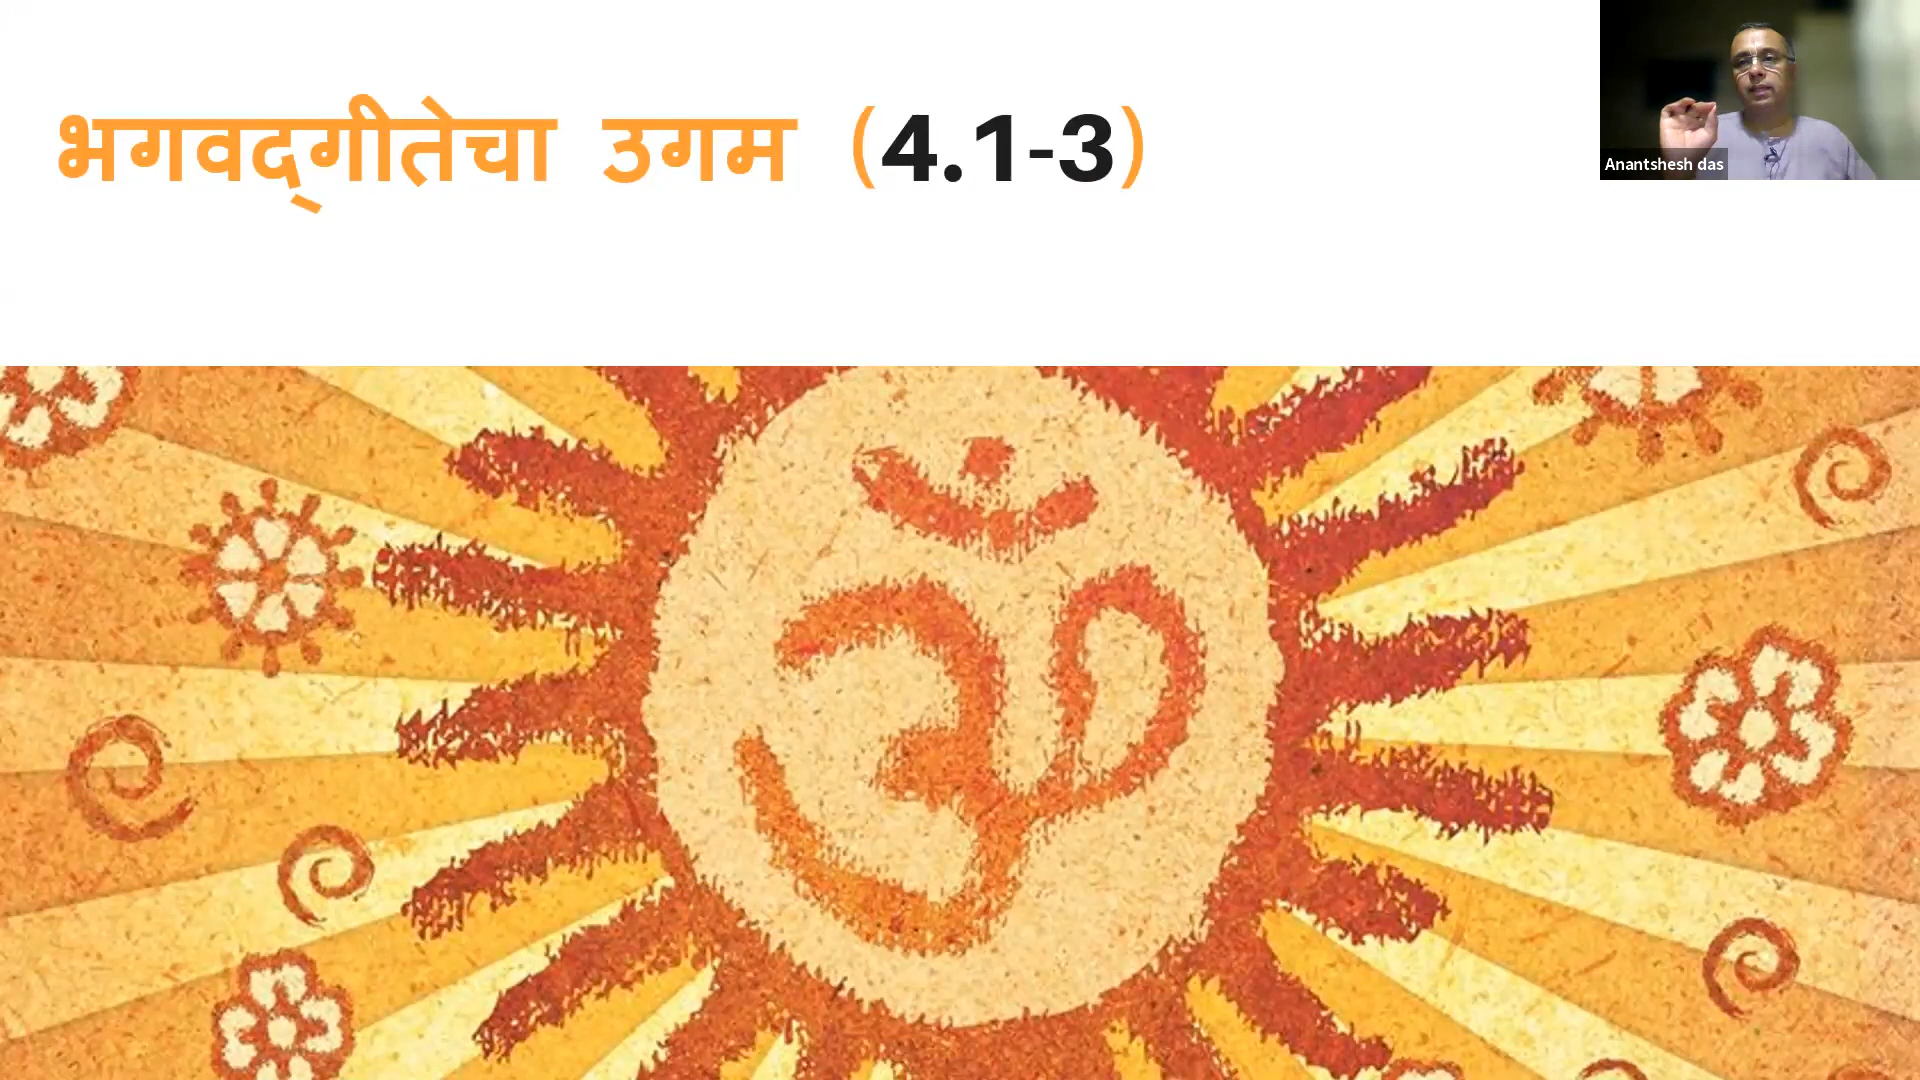 भगवद्‌गीतेचा उगम (4.1-3)
Anantshesh das
ॐ